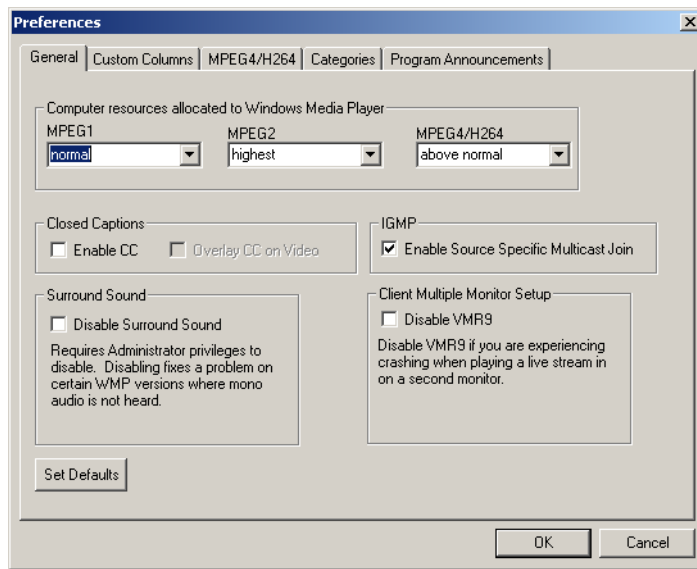 Preferences
General Custom Columns MPEG4/H264 Categories Program Announcements
Computer resources allocated to Windows Media Player
MPEG1 MPEG2 MPEG4/H264
normal highest above normal
Closed Captions
Enable CC Overlay CC on Video
IGMP
Enable Source Specific Multicast Join
Surround Sound
Disable Surround Sound
Requires Administrator privileges to
disable. Disabling fixes a problem on
certain WMP versions where mono
audio is not heard.
Client Multiple Monitor Setup
Disable VMR9
Disable VMR9 if you are experiencing
crashing when playing a live stream in
on a second monitor.
Set Defaults
OK Cancel